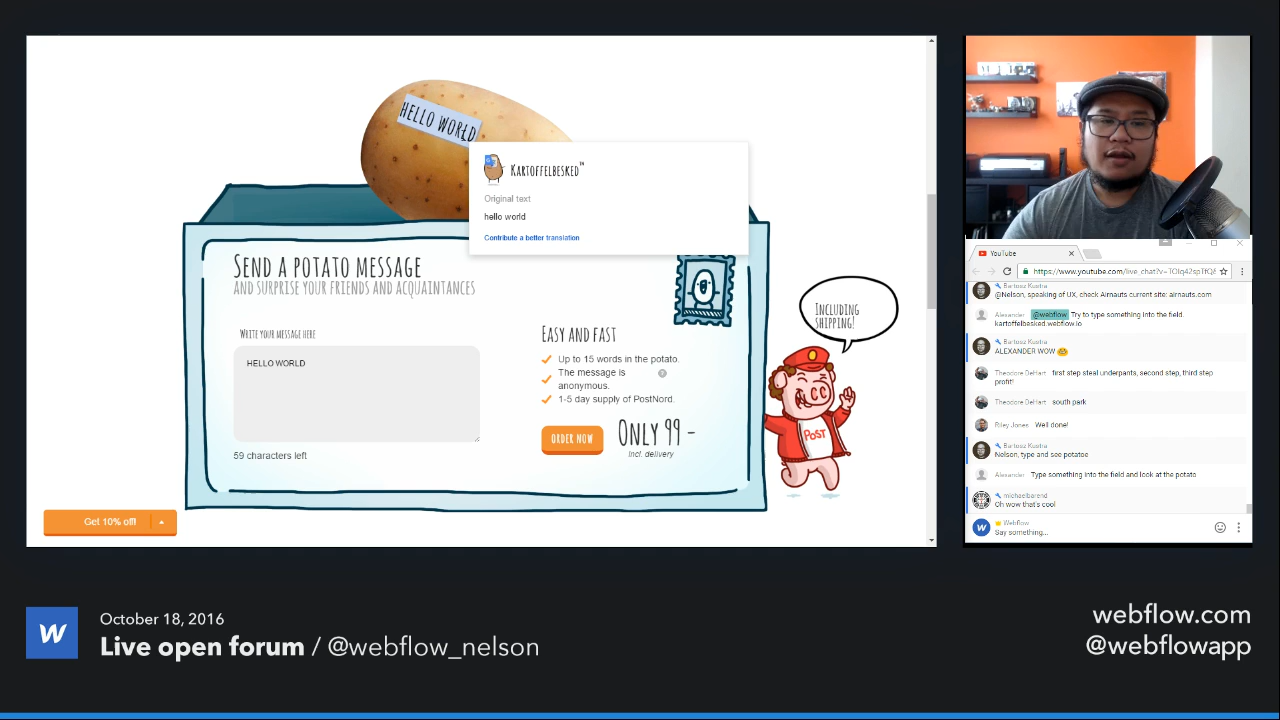 HELLO WORLD
KARTOFFELBESKED™
Original text
hello world
Contribute a better translation
SEND A POTATO MESSAGE
AND SURPRISE YOUR FRIENDS AND ACQUAINTANCES
WRITE YOUR MESSAGE HERE
HELLO WORLD
59 characters left
EASY AND FAST
Up to 15 words in the potato.
The message is
anonymous.
1-5 day supply of PostNord.
ORDER NOW
ONLY 99 -
Incl. delivery
INCLUDING
SHIPPING!
POST
Get 10% off!
YouTube
Bartosz Kustra
@Nelson, speaking of UX, check Airnauts current site: airnauts.com
Alexander @webflow Try to type something into the field.
kartoffelbesked.webflow.io
Bartosz Kustra
ALEXANDER WOW
Theodore DeHart first step steal underpants, second step, third step
profit!
Theodore DeHart south park
Riley Jones Well done!
Bartosz Kustra
Nelson, type and see potatoe
Alexander Type something into the field and look at the potato
michaelbarend
Oh wow that's cool
Webflow
Say something...
October 18, 2016
Live open forum / @webflow_nelson
webflow.com
@webflowapp